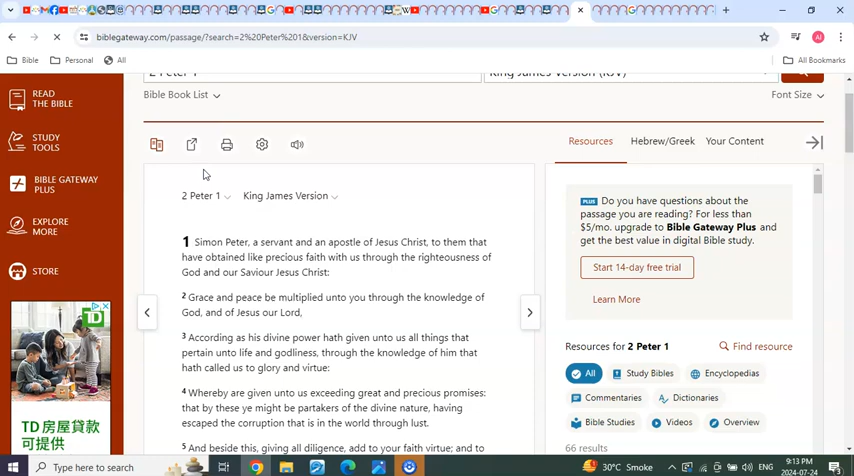 biblegateway.com/passage/?search=2%20Peter%201&version=KJV
Bible
Personal
All
All Bookmarks
2 Peter 1
King James Version (KJV)
READ
THE BIBLE
STUDY
TOOLS
BIBLE GATEWAY
PLUS
EXPLORE
MORE
STORE
TD
TD 房屋貸款
可計提供
Bible Book List
Font Size
Resources
Hebrew/Greek
Your Content
2 Peter 1
King James Version
1 Simon Peter, a servant and an apostle of Jesus Christ, to them that
have obtained like precious faith with us through the righteousness of
God and our Saviour Jesus Christ:
2 Grace and peace be multiplied unto you through the knowledge of
God, and of Jesus our Lord,
3 According as his divine power hath given unto us all things that
pertain unto life and godliness, through the knowledge of him that
hath called us to glory and virtue:
4 Whereby are given unto us exceeding great and precious promises:
that by these ye might be partakers of the divine nature, having
escaped the corruption that is in the world through lust.
5 And beside this, giving all diligence, add to your faith virtue; and to
PLUS Do you have questions about the
passage you are reading? For less than
$5/mo. upgrade to Bible Gateway Plus and
get the best value in digital Bible study.
Start 14-day free trial
Learn More
Resources for 2 Peter 1
Find resource
All
Study Bibles
Encyclopedias
Commentaries
Dictionaries
Bible Studies
Videos
Overview
66 results
Type here to search
30°C Smoke
ENG
9:13 PM
2024-07-24